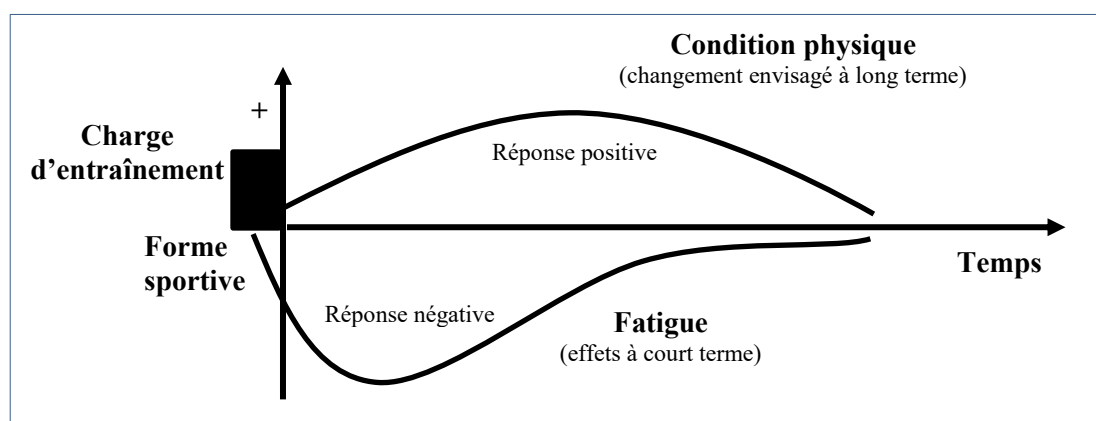 Condition physique
(changement envisagé à long terme)
+
Charge
d’entraînement
Réponse positive
Forme
sportive
Temps
Réponse négative
Fatigue
(effets à court terme)